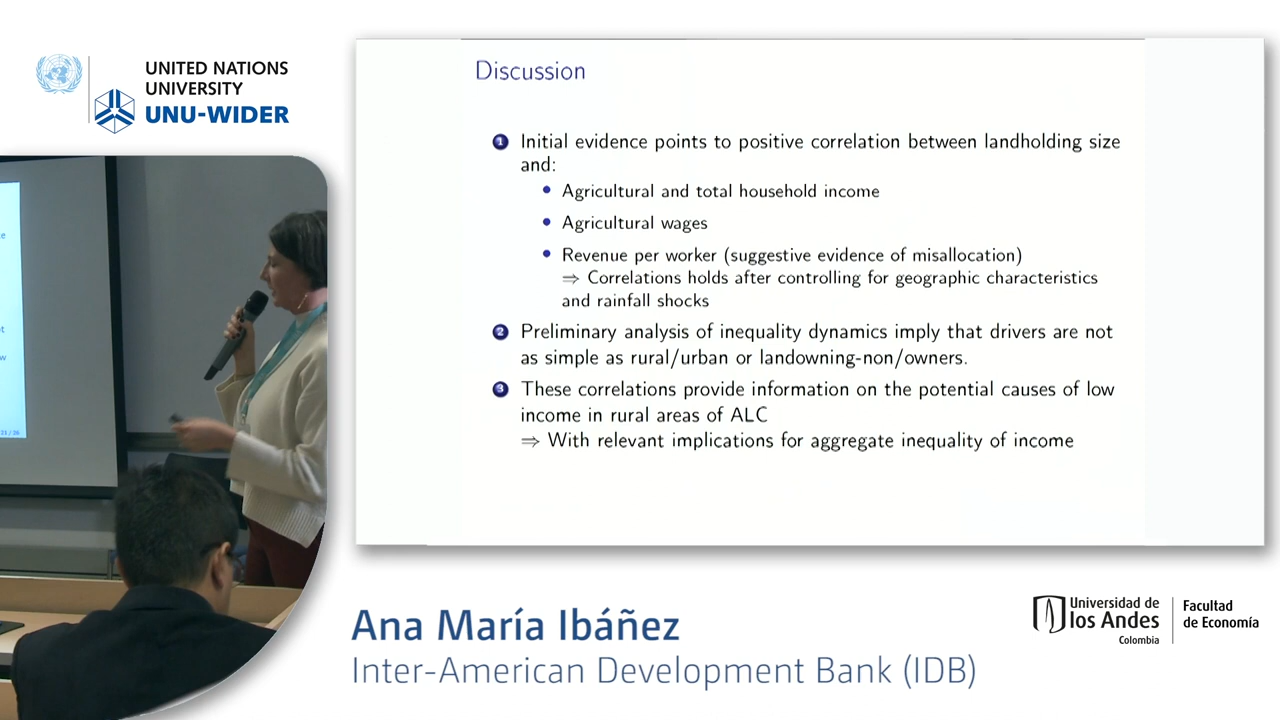 UNITED NATIONS
UNIVERSITY
UNU-WIDER
Discussion
1 Initial evidence points to positive correlation between landholding size
and:
• Agricultural and total household income
• Agricultural wages
• Revenue per worker (suggestive evidence of misallocation)
⇒ Correlations holds after controlling for geographic characteristics
and rainfall shocks
2 Preliminary analysis of inequality dynamics imply that drivers are not
as simple as rural/urban or landowning-non/owners.
3 These correlations provide information on the potential causes of low
income in rural areas of ALC
⇒ With relevant implications for aggregate inequality of income
21 / 26
Ana María Ibáñez
Inter-American Development Bank (IDB)
Universidad de
los Andes
Colombia
Facultad
de Economía